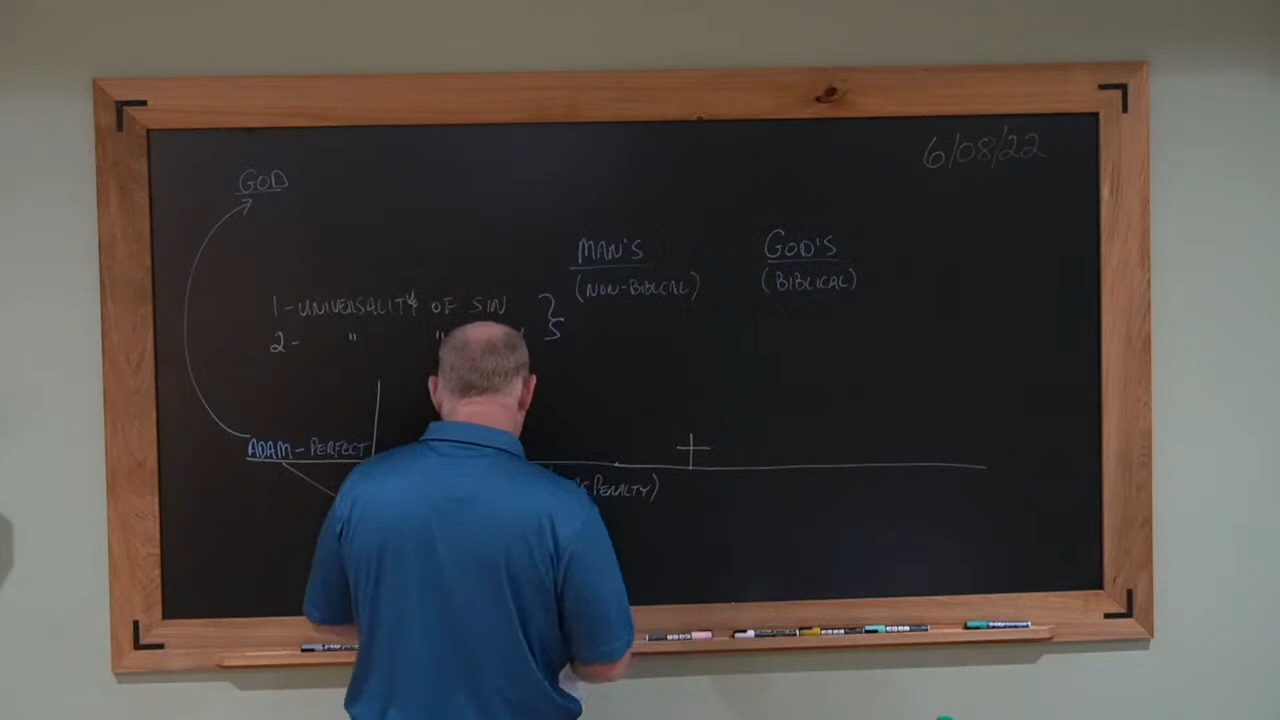 6/08/22
GOD
MAN'S
GOD'S
(NON-BIBLICAL)
(BIBLICAL)
1-UNIVERSALITY OF SIN
2- " "
ADAM-PERFECT
PENALTY)